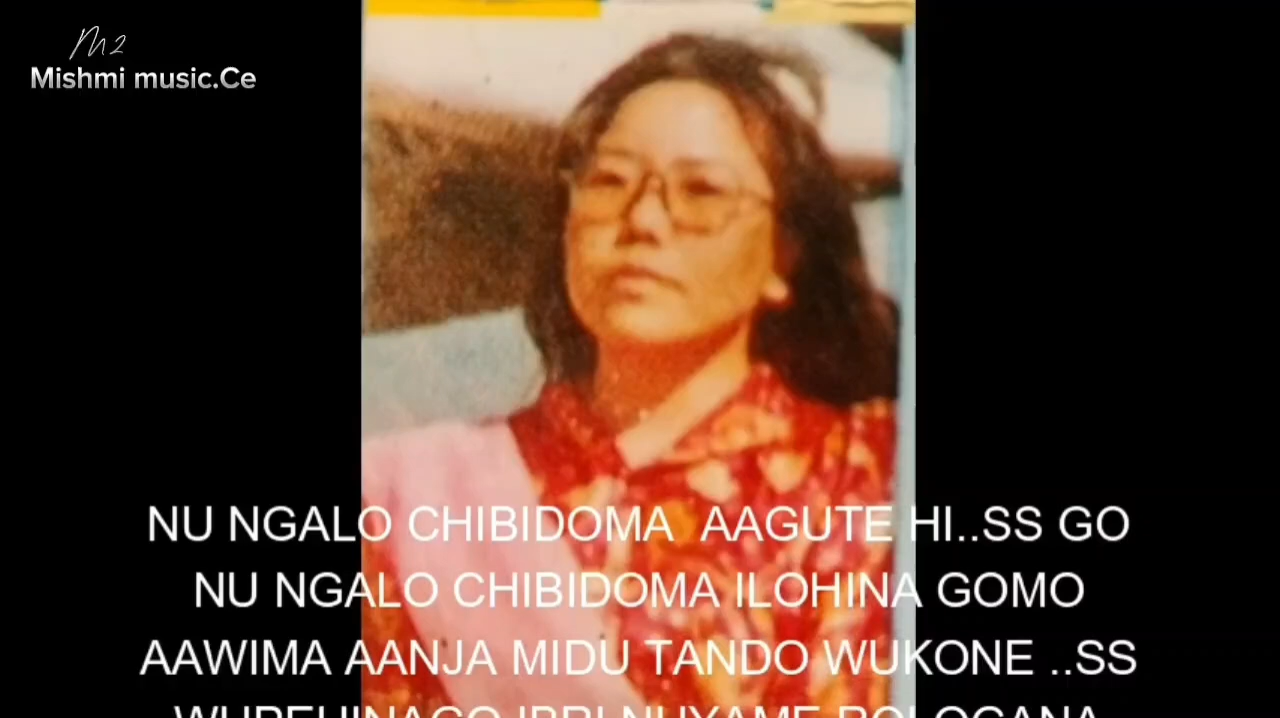 M2
Mishmi music.Ce
NU NGALO CHIBIDOMA AAGUTE HI..SS GO
NU NGALO CHIBIDOMA ILOHINA GOMO
AAWIMA AANJA MIDU TANDO WUKONE ..SS